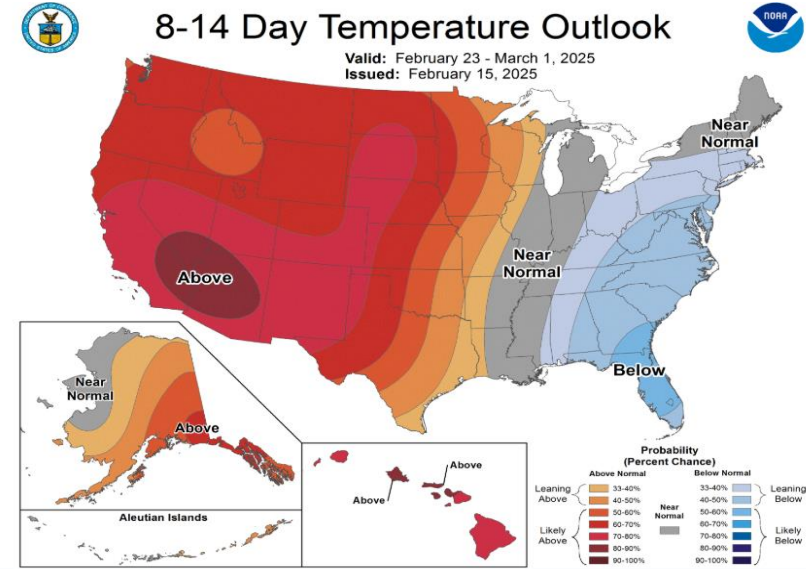 8-14 Day Temperature Outlook
Valid: February 23 - March 1, 2025
Issued: February 15, 2025
NOAA
Near
Normal
Near
Normal
Above
Below
Near
Normal
Above
Aleutian Islands
Above
Above
Probability
(Percent Chance)
Above Normal
Below Normal
Leaning
Above
33-40%
40-50%
Likely
Above
50-60%
60-70%
70-80%
80-90%
90-100%
Near
Normal
33-40%
40-50%
Leaning
Below
50-60%
60-70%
70-80%
80-90%
90-100%
Likely
Below